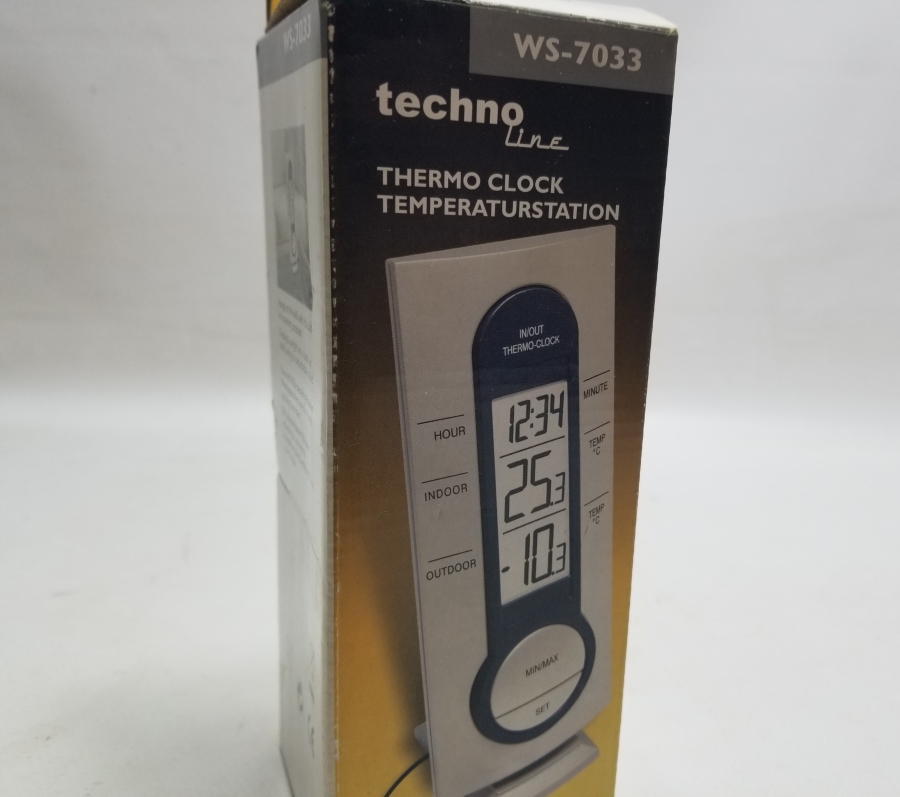 WS-7033
WS-7033
techno
line
THERMO CLOCK
TEMPERATURSTATION
IN/OUT
THERMO-CLOCK
12:34
MINUTE
HOUR
25.3
TEMP
°C
INDOOR
-10.3
TEMP
°C
OUTDOOR
MIN/MAX
SET